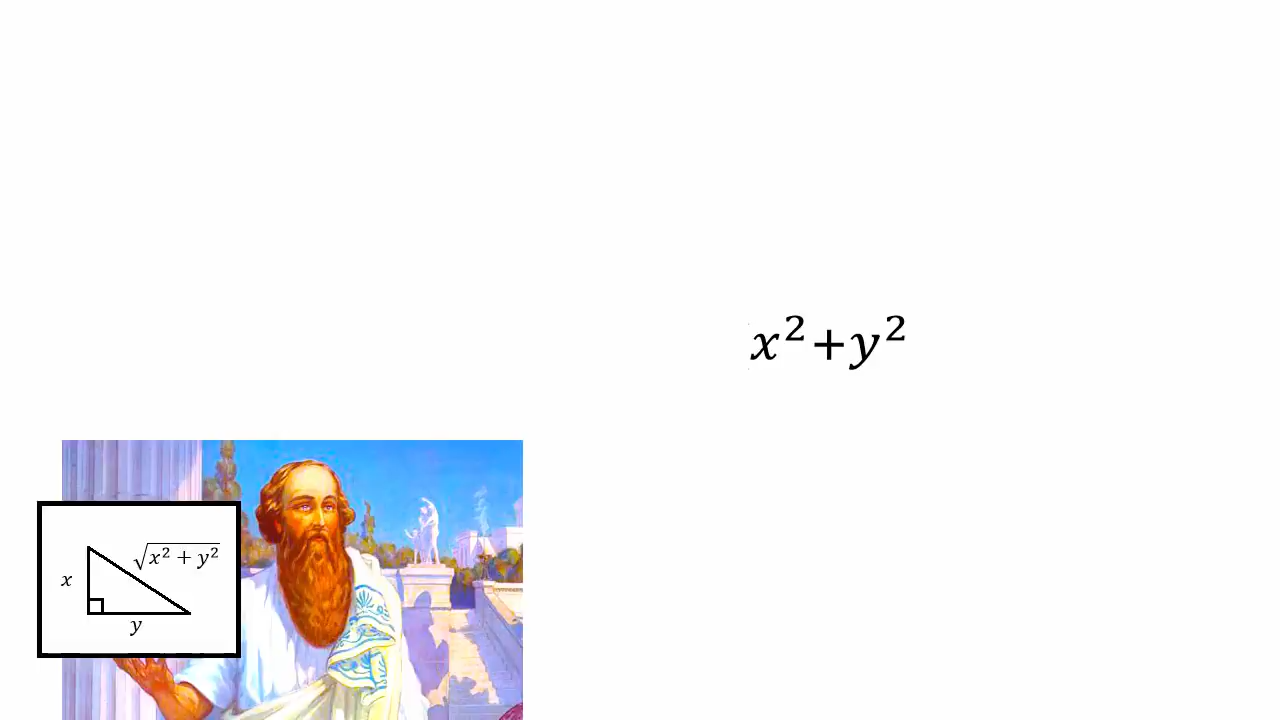 x²+y²
√x² + y²
x
y